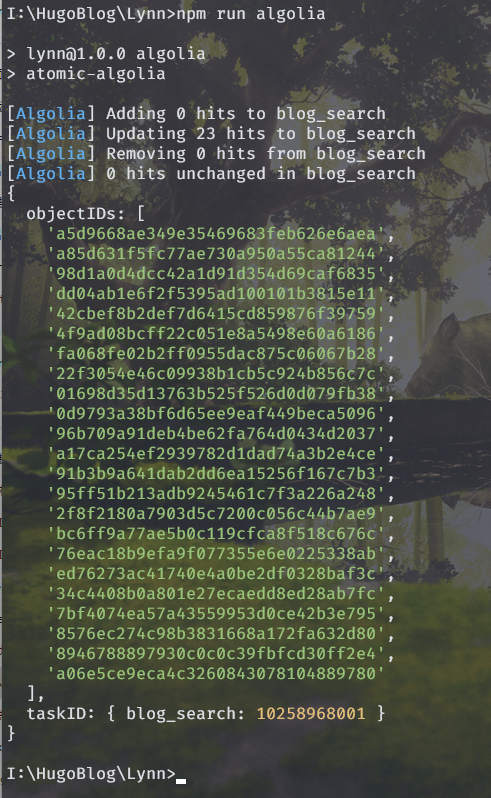 I:\HugoBlog\Lynn>npm run algolia
> lynn@1.0.0 algolia
> atomic-algolia
[Algolia] Adding 0 hits to blog_search
[Algolia] Updating 23 hits to blog_search
[Algolia] Removing 0 hits from blog_search
[Algolia] 0 hits unchanged in blog_search
{
objectIDs: [
'a5d9668ae349e35469683feb626e6aea',
'a85d631f5fc77ae730a950a55ca81244',
'98d1a0d4dcc42a1d91d354d69caf6835',
'dd04ab1e6f2f5395ad100101b3815e11',
'42cbef8b2def7d6415cd859876f39759',
'4f9ad08bcff22c051e8a5498e60a6186',
'fa068fe02b2ff0955dac875c06067b28',
'22f3054e46c09938b1cb5c924b856c7c',
'01698d35d13763b525f526d0d079fb38',
'0d9793a38bf6d65ee9eaf449beca5096',
'96b709a91deb4be62fa764d0434d2037',
'a17ca254ef2939782d1dad74a3b2e4ce',
'91b3b9a641dab2dd6ea15256f167c7b3',
'95ff51b213adb9245461c7f3a226a248',
'2f8f2180a7903d5c7200c056c44b7ae9',
'bc6ff9a77ae5b0c119cfca8f518c676c',
'76eac18b9efa9f077355e6e0225338ab',
'ed76273ac41740e4a0be2df0328baf3c',
'34c4408b0a801e27ecaedd8ed28ab7fc',
'7bf4074ea57a43559953d0ce42b3e795',
'8576ec274c98b3831668a172fa632d80',
'8946788897930c0c0c39fbfcd30ff2e4',
'a06e5ce9eca4c3260843078104889780'
],
taskID: { blog_search: 10258968001 }
}
I:\HugoBlog\Lynn>